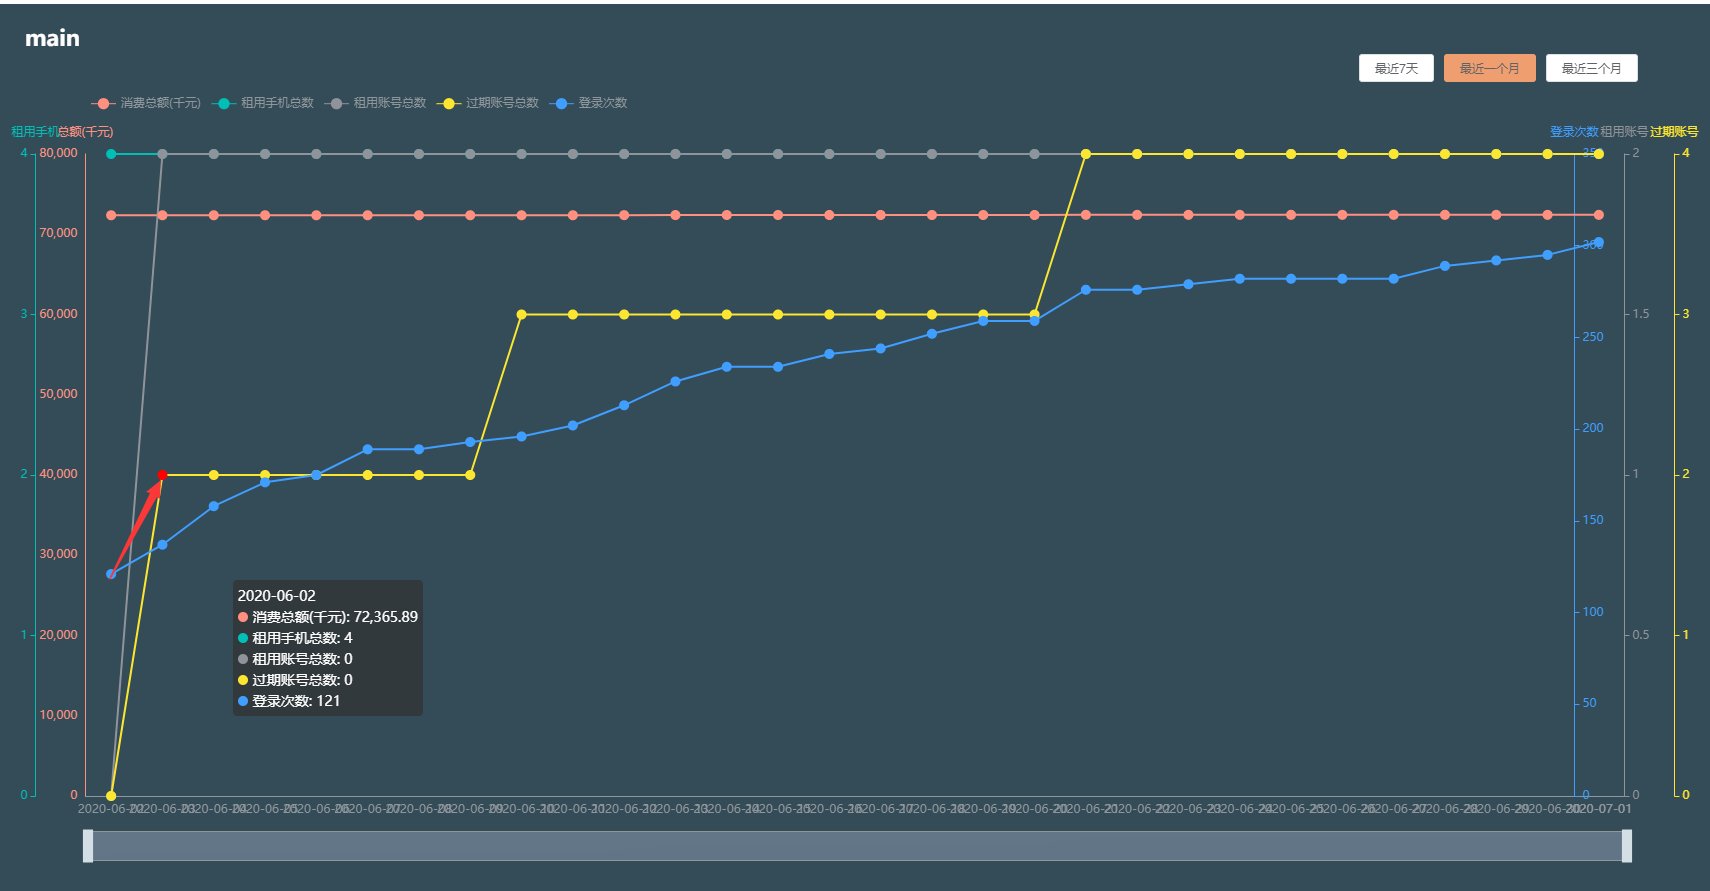 main
最近7天 最近一个月 最近三个月
消费总额(千元) 租用手机总数 租用账号总数 过期账号总数 登录次数
租用手机总额(千元) 登录次数 租用账号 过期账号
4 80,000 350 2 4
70,000
300
3 60,000 1.5 3
250
50,000
200
2 40,000 1 2
150
30,000
2020-06-02
消费总额(千元): 72,365.89
100
1 20,000 租用手机总数: 4 0.5 1
租用账号总数: 0
过期账号总数: 0
登录次数: 121
50
10,000
0 0 0 0 0
2020-06-02 2020-06-03 2020-06-04 2020-06-05 2020-06-06 2020-06-07 2020-06-08 2020-06-09 2020-06-10 2020-06-11 2020-06-12 2020-06-13 2020-06-14 2020-06-15 2020-06-16 2020-06-17 2020-06-18 2020-06-19 2020-06-20 2020-06-21 2020-06-22 2020-06-23 2020-06-24 2020-06-25 2020-06-26 2020-06-27 2020-06-28 2020-06-29 2020-06-30 2020-07-01